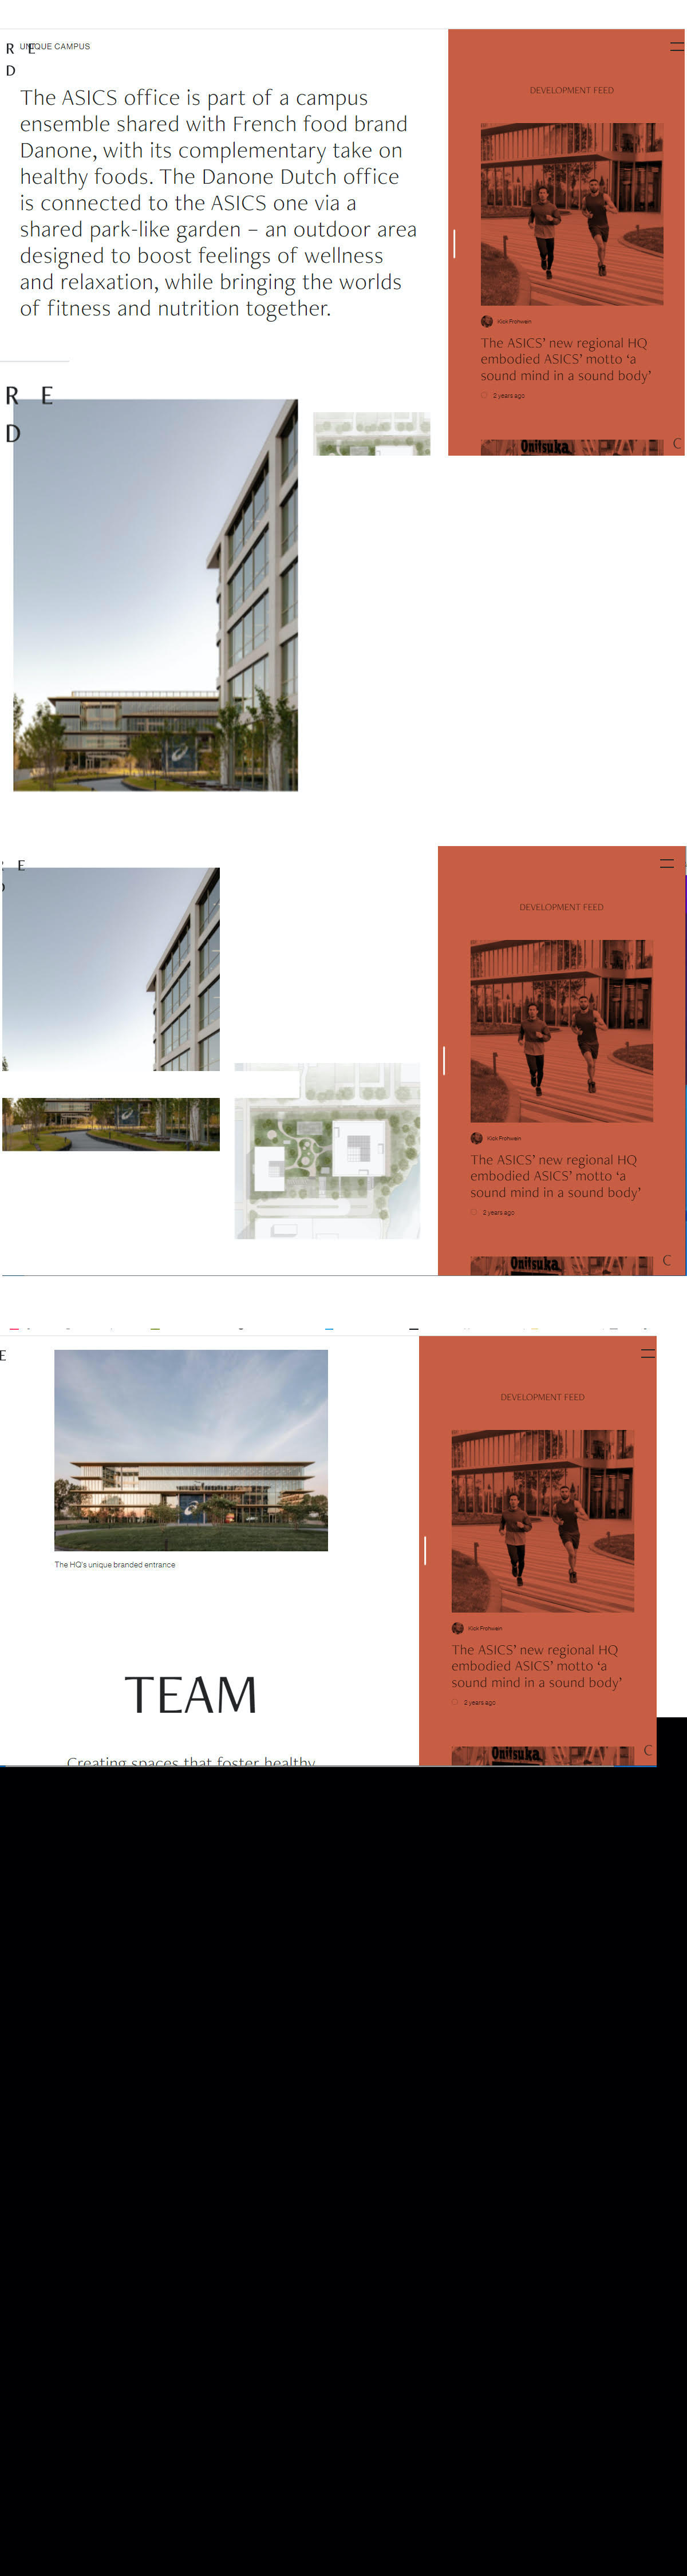 R E
D
UNIQUE CAMPUS
The ASICS office is part of a campus
ensemble shared with French food brand
Danone, with its complementary take on
healthy foods. The Danone Dutch office
is connected to the ASICS one via a
shared park-like garden – an outdoor area
designed to boost feelings of wellness
and relaxation, while bringing the worlds
of fitness and nutrition together.
DEVELOPMENT FEED
Kick Frohwein
The ASICS’ new regional HQ
embodied ASICS’ motto ‘a
sound mind in a sound body’
2 years ago
Onitsuka
C
R E
D
E
DEVELOPMENT FEED
Kick Frohwein
The ASICS’ new regional HQ
embodied ASICS’ motto ‘a
sound mind in a sound body’
2 years ago
Onitsuka
C
E
The HQ's unique branded entrance
TEAM
Creating spaces that foster healthy
DEVELOPMENT FEED
Kick Frohwein
The ASICS’ new regional HQ
embodied ASICS’ motto ‘a
sound mind in a sound body’
2 years ago
Onitsuka
C